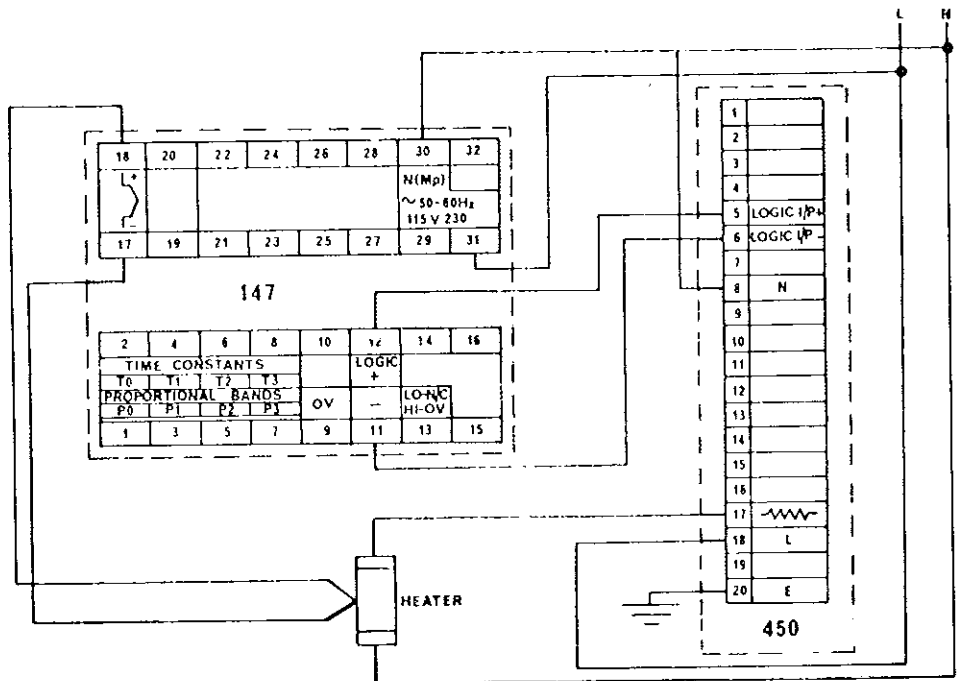 L N
18 20 22 24 26 28 30 32
+
N(Mp)
~ 50-60Hz
115 V 230
-
17 19 21 23 25 27 29 31
147
2 4 6 8 10 12 14 16
TIME CONSTANTS
LOGIC
+
T0 T1 T2 T3
PROPORTIONAL BANDS
P0 P1 P2 P3
0V
-
LO-N/C
HI-OV
1 3 5 7 9 11 13 15
HEATER
1
2
3
4
5 LOGIC I/P+
6 LOGIC I/P -
7
8 N
9
10
11
12
13
14
15
16
17
18 L
19
20 E
450